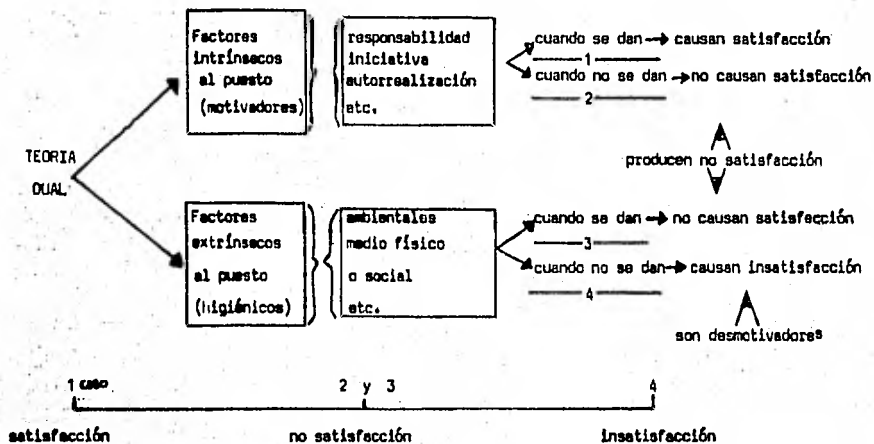 TEORIA
DUAL
Factores
intrínsecos
al puesto
(motivadores)
responsabilidad
iniciativa
autorrealización
etc.
cuando se dan → causan satisfacción
1
cuando no se dan → no causan satisfacción
2
producen no satisfacción
Factores
extrínsecos
al puesto
(higiénicos)
ambientales
medio físico
o social
etc.
cuando se dan → no causan satisfección
3
cuando no se dan → causan insatisfacción
4
son desmotivadores
1 caso 2 y 3 4
satisfacción no satisfacción insatisfacción